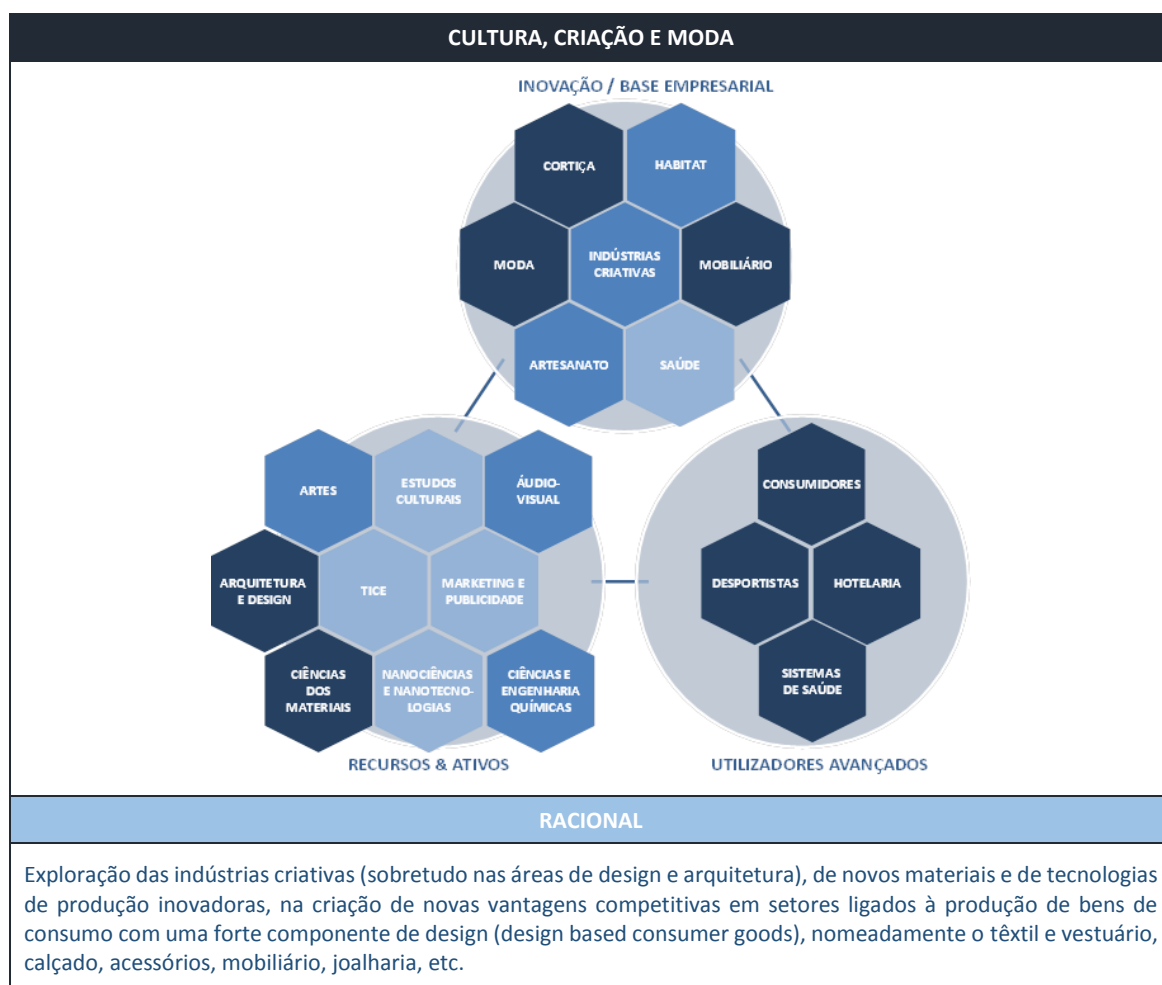 CULTURA, CRIAÇÃO E MODA
INOVAÇÃO / BASE EMPRESARIAL
CORTIÇA
HABITAT
MODA
INDÚSTRIAS
CRIATIVAS
MOBILIÁRIO
ARTESANATO
SAÚDE
ARTES
ESTUDOS
CULTURAIS
ÁUDIO-
VISUAL
ARQUITETURA
E DESIGN
TICE
MARKETING E
PUBLICIDADE
CIÊNCIAS
DOS
MATERIAIS
NANOCIÊNCIAS
E NANOTECNO-
LOGIAS
CIÊNCIAS E
ENGENHARIA
QUÍMICAS
RECURSOS & ATIVOS
CONSUMIDORES
DESPORTISTAS
HOTELARIA
SISTEMAS
DE SAÚDE
UTILIZADORES AVANÇADOS
RACIONAL
Exploração das indústrias criativas (sobretudo nas áreas de design e arquitetura), de novos materiais e de tecnologias
de produção inovadoras, na criação de novas vantagens competitivas em setores ligados à produção de bens de
consumo com uma forte componente de design (design based consumer goods), nomeadamente o têxtil e vestuário,
calçado, acessórios, mobiliário, joalharia, etc.